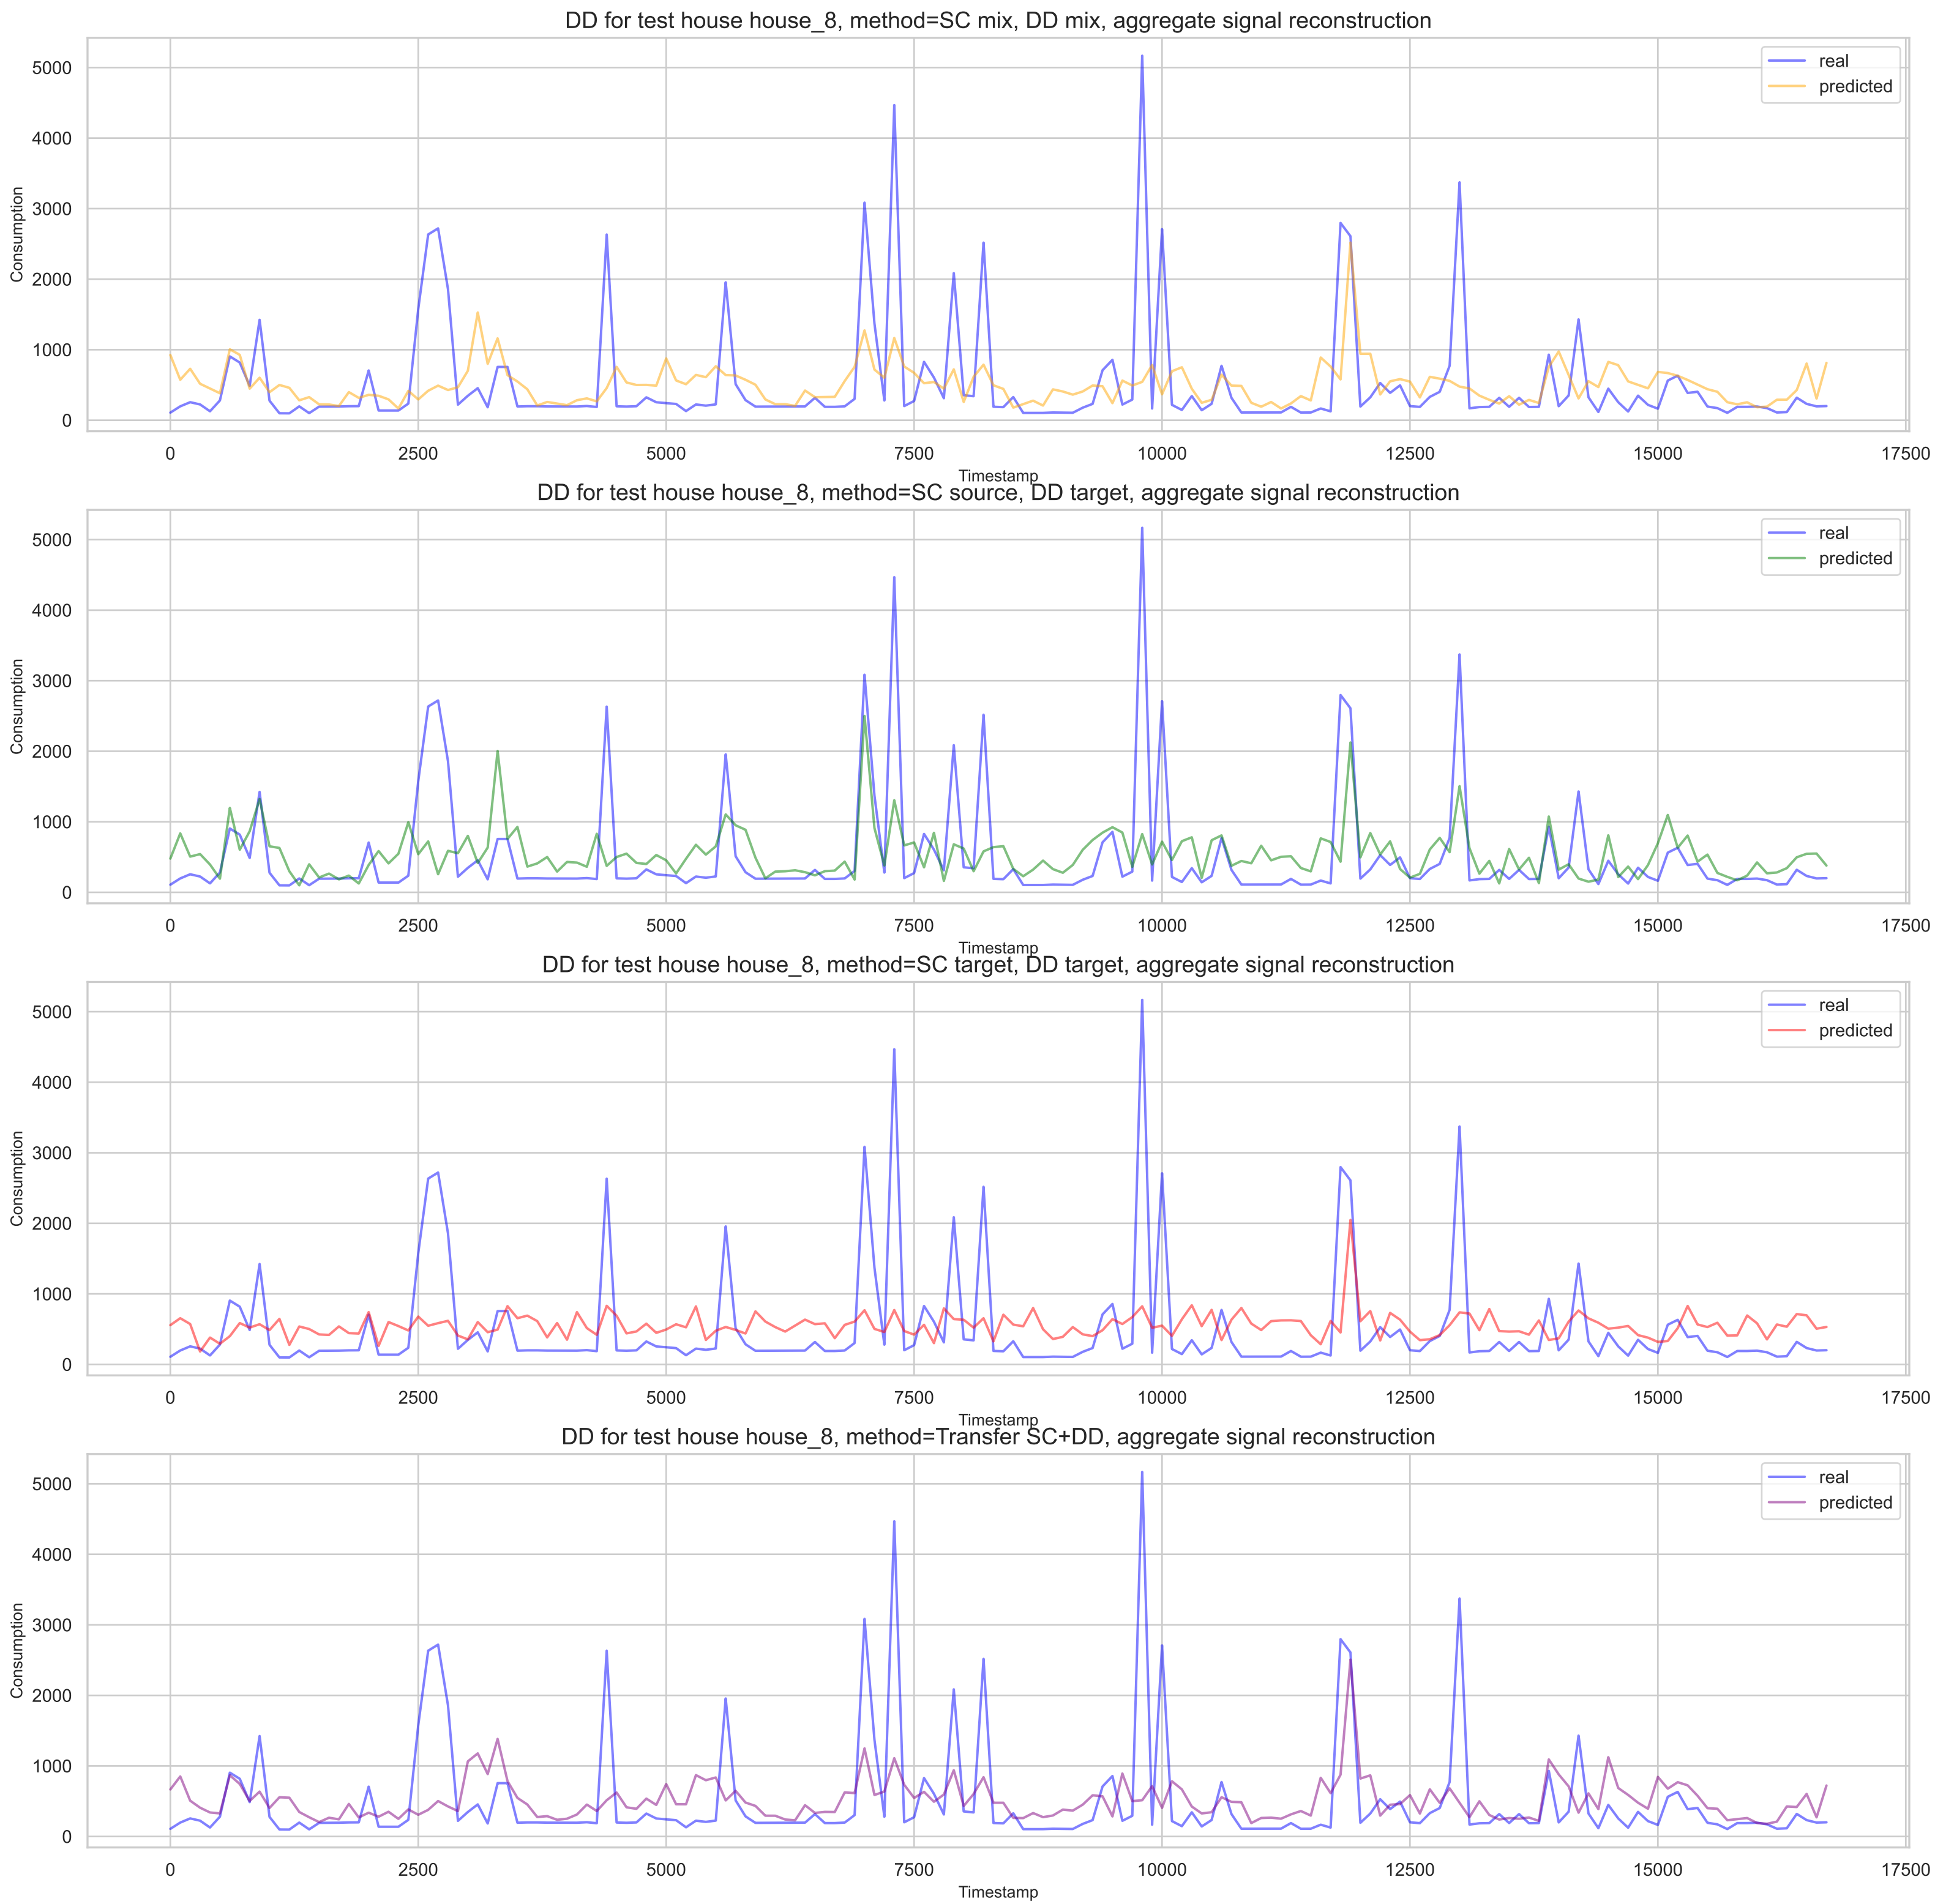 DD for test house house_8, method=SC mix, DD mix, aggregate signal reconstruction
real
predicted
5000
4000
3000
2000
1000
0
Consumption
0 2500 5000 7500 10000 12500 15000 17500
Timestamp
DD for test house house_8, method=SC source, DD target, aggregate signal reconstruction
real
predicted
5000
4000
3000
2000
1000
0
Consumption
0 2500 5000 7500 10000 12500 15000 17500
Timestamp
DD for test house house_8, method=SC target, DD target, aggregate signal reconstruction
real
predicted
5000
4000
3000
2000
1000
0
Consumption
0 2500 5000 7500 10000 12500 15000 17500
Timestamp
DD for test house house_8, method=Transfer SC+DD, aggregate signal reconstruction
real
predicted
5000
4000
3000
2000
1000
0
Consumption
0 2500 5000 7500 10000 12500 15000 17500
Timestamp